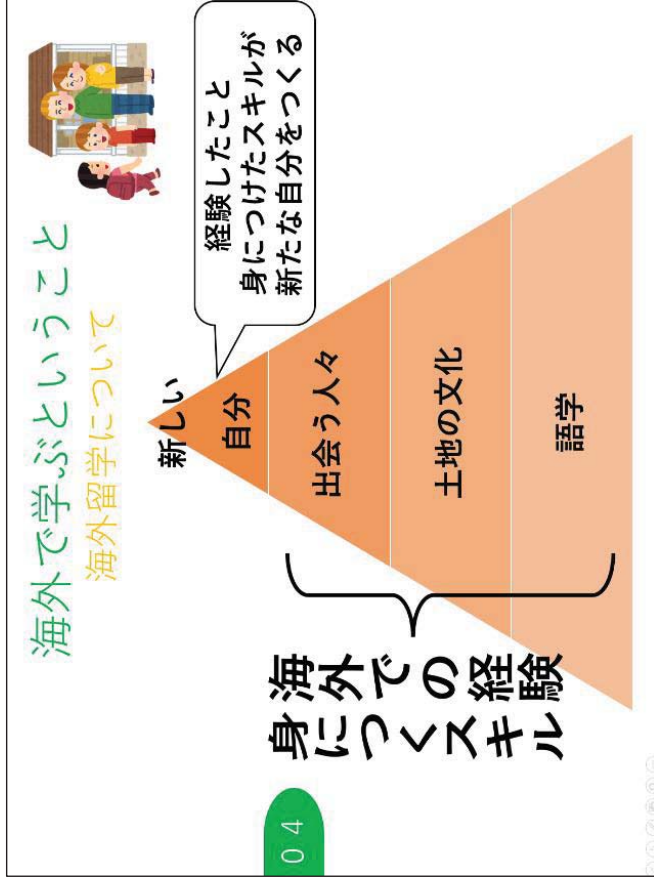 海外で学ぶということ
海外留学について
経験したこと
身につけたスキルが
新たな自分をつくる
新しい
自分
出会う人々
土地の文化
語学
海外での経験
身につくスキル
04